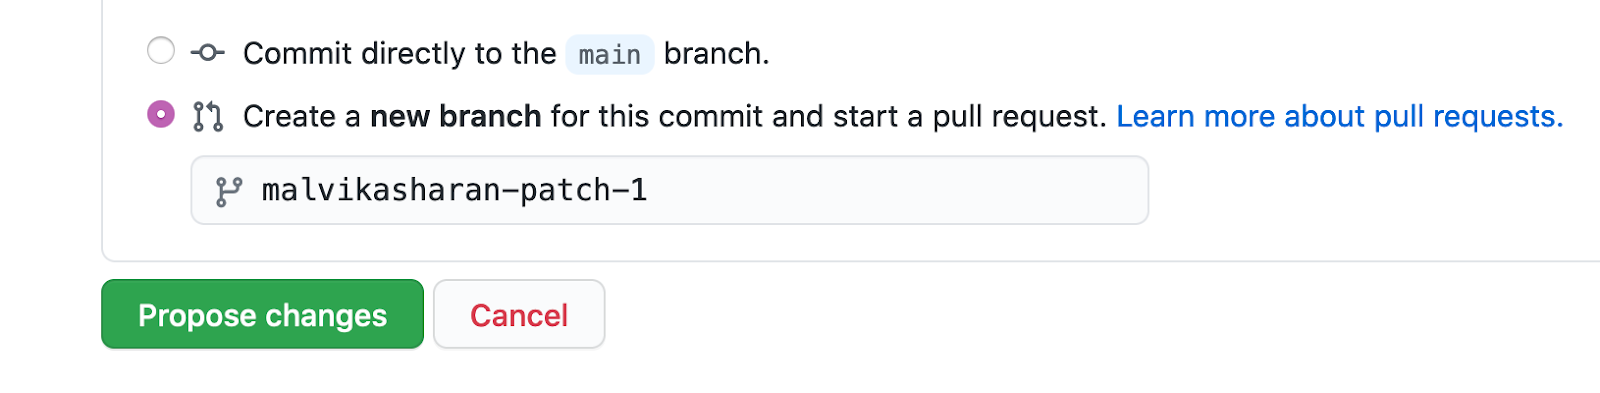 Commit directly to the main branch.
Create a new branch for this commit and start a pull request. Learn more about pull requests.
malvikasharan-patch-1
Propose changes Cancel